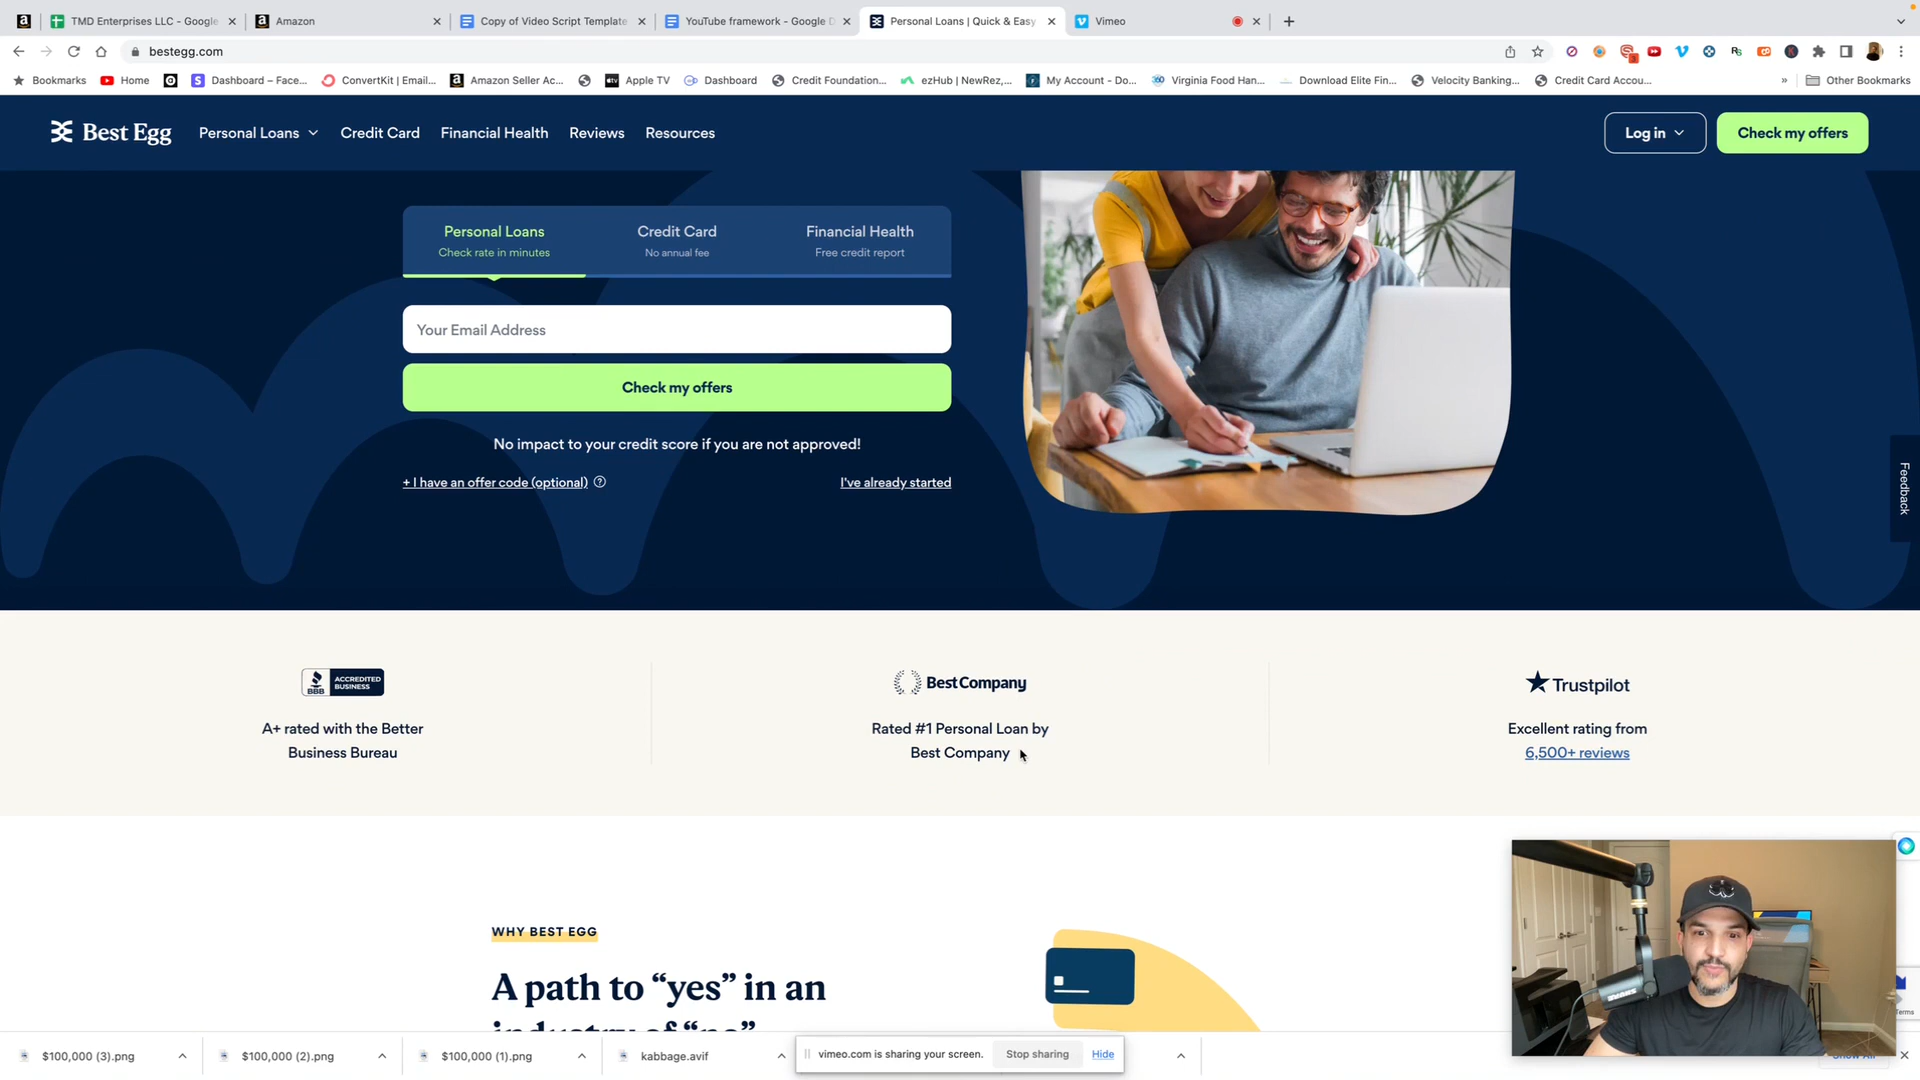 TMD Enterprises LLC - Google
Amazon
Copy of Video Script Template
YouTube framework - Google D
Personal Loans | Quick & Easy
Vimeo
bestegg.com
Bookmarks
Home
Dashboard – Face...
ConvertKit | Email...
Amazon Seller Ac...
Apple TV
Dashboard
Credit Foundation...
ezHub | NewRez,...
My Account - Do...
Virginia Food Han...
Download Elite Fin...
Velocity Banking...
Credit Card Accou...
»
Other Bookmarks
Best Egg
Personal Loans
Credit Card
Financial Health
Reviews
Resources
Log in
Check my offers
Personal Loans
Check rate in minutes
Credit Card
No annual fee
Financial Health
Free credit report
Your Email Address
Check my offers
No impact to your credit score if you are not approved!
+ I have an offer code (optional)
I've already started
Feedback
BBB
ACCREDITED
BUSINESS
A+ rated with the Better
Business Bureau
BestCompany
Rated #1 Personal Loan by
Best Company
Trustpilot
Excellent rating from
6,500+ reviews
WHY BEST EGG
A path to “yes” in an
industry of “no”
$100,000 (3).png
$100,000 (2).png
$100,000 (1).png
kabbage.avif
vimeo.com is sharing your screen.
Stop sharing
Hide
Terms
Show All